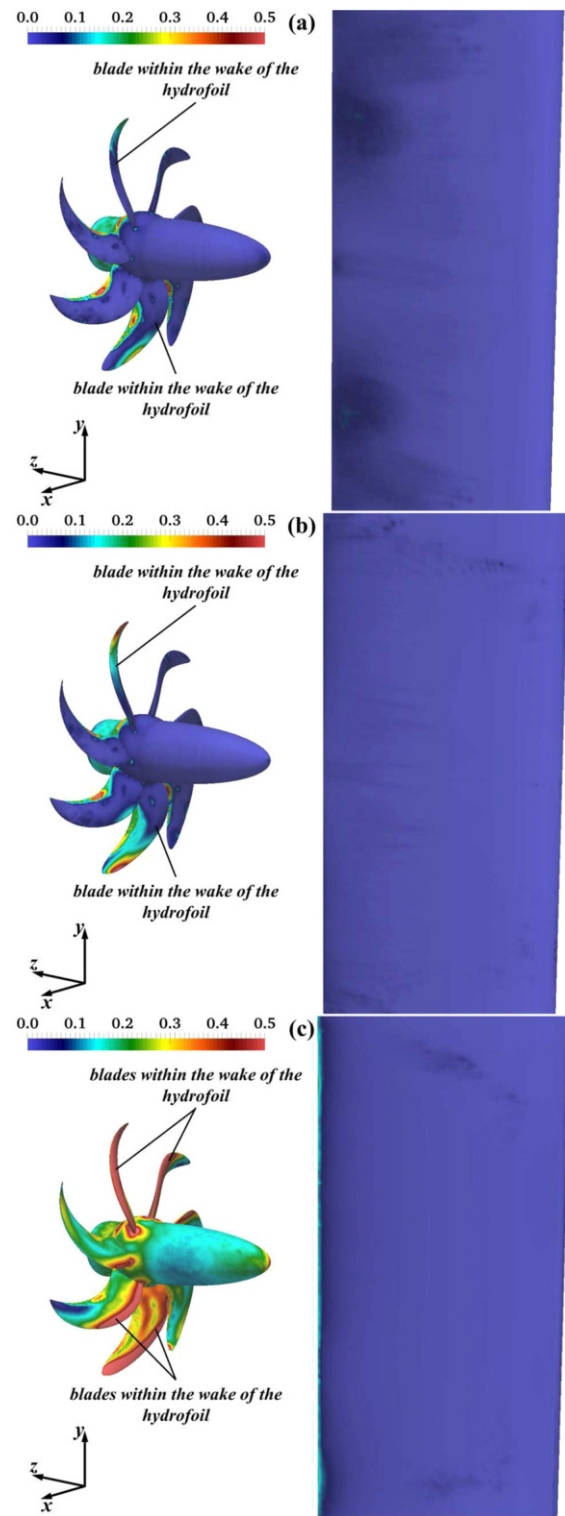 0.0 0.1 0.2 0.3 0.4 0.5 (a)
blade within the wake of the
hydrofoil
blade within the wake of the
hydrofoil
y
z
x
0.0 0.1 0.2 0.3 0.4 0.5 (b)
blade within the wake of the
hydrofoil
blade within the wake of the
hydrofoil
y
z
x
0.0 0.1 0.2 0.3 0.4 0.5 (c)
blades within the wake of the
hydrofoil
blades within the wake of the
hydrofoil
y
z
x